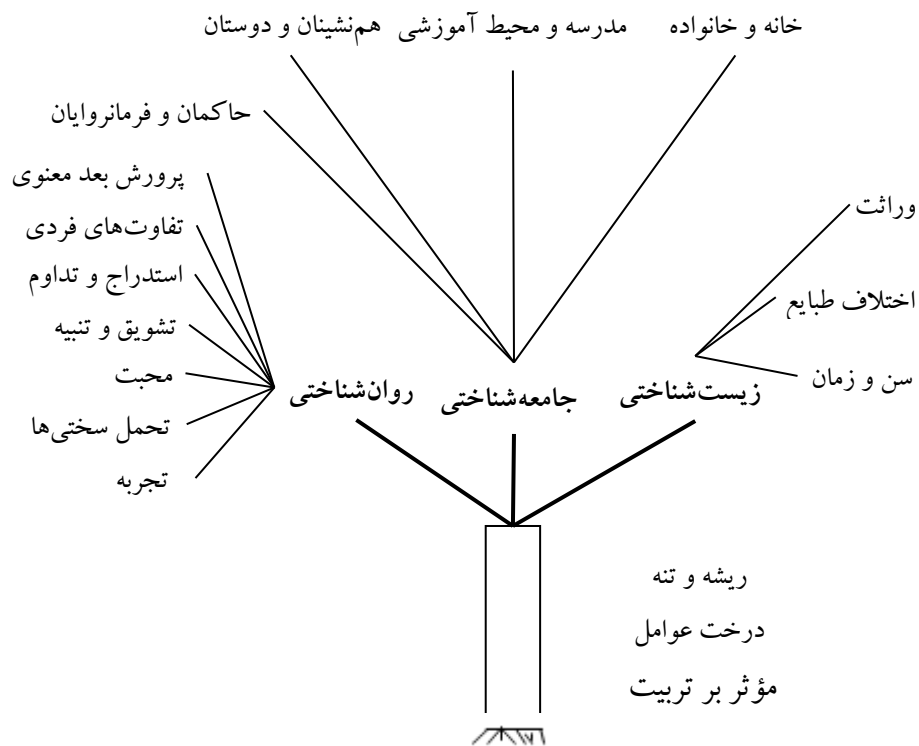 خانه و خانواده
مدرسه و محیط آموزشی
هم‌نشینان و دوستان
حاکمان و فرمانروایان
پرورش بعد معنوی
تفاوت‌های فردی
استدراج و تداوم
تشویق و تنبیه
محبت
تحمل سختی‌ها
تجربه
وراثت
اختلاف طبایع
سن و زمان
زیست‌شناختی
جامعه‌شناختی
روان‌شناختی
ریشه و تنه
درخت عوامل
مؤثر بر تربیت